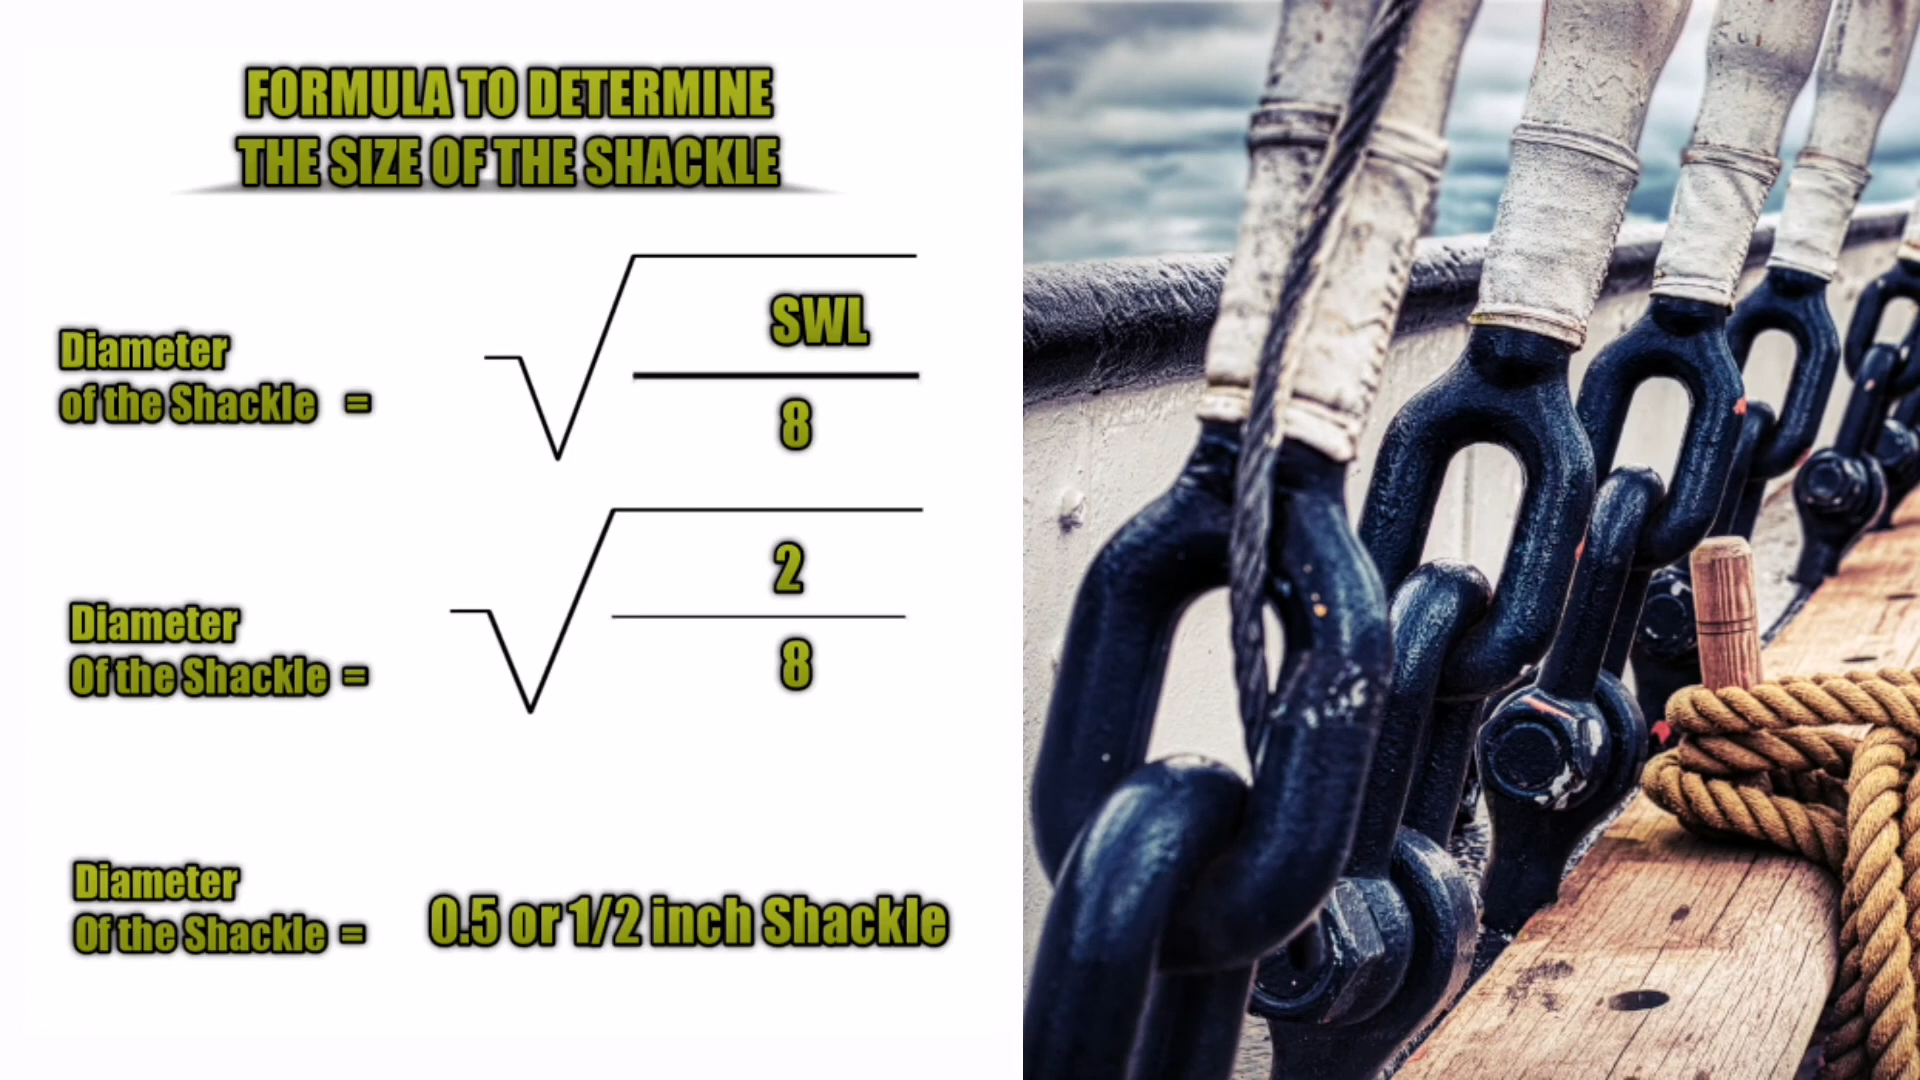 FORMULA TO DETERMINE
THE SIZE OF THE SHACKLE
Diameter
of the Shackle =
SWL
8
Diameter
Of the Shackle =
2
8
Diameter
Of the Shackle =
0.5 or 1/2 inch Shackle